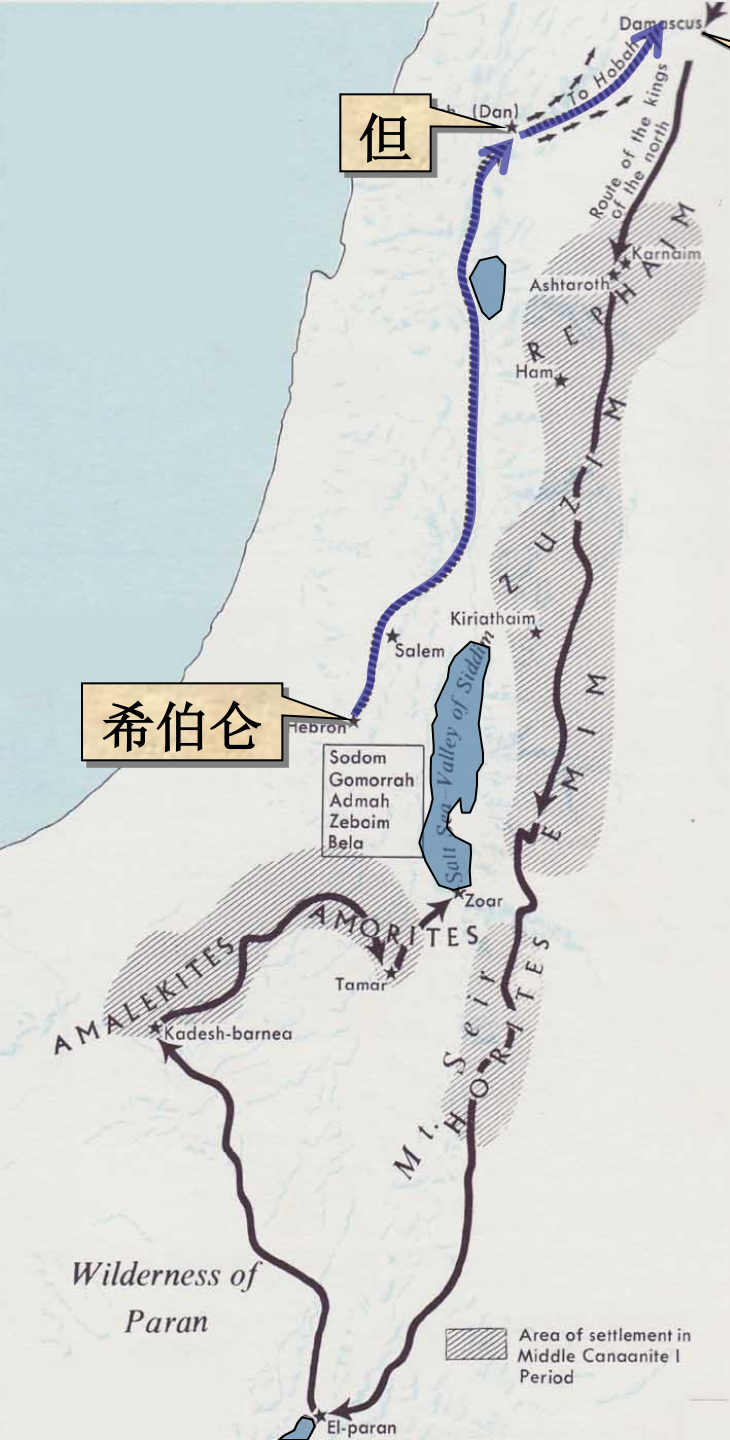 Damascus
(Dan)
但
To Hobah
Route of the kings
of the north
Karnaim
Ashtaroth
REPHAIM
Ham
ZUZIM
Kiriathaim
Salem
希伯仑
Hebron
EMIM
Salt Sea-Valley of Siddim
Sodom
Gomorrah
Admah
Zeboim
Bela
Zoar
AMORITES
Tamar
AMALEKITES
Kadesh-barnea
Mt. Seir
HORITES
Wilderness of
Paran
Area of settlement in
Middle Canaanite I
Period
El-paran